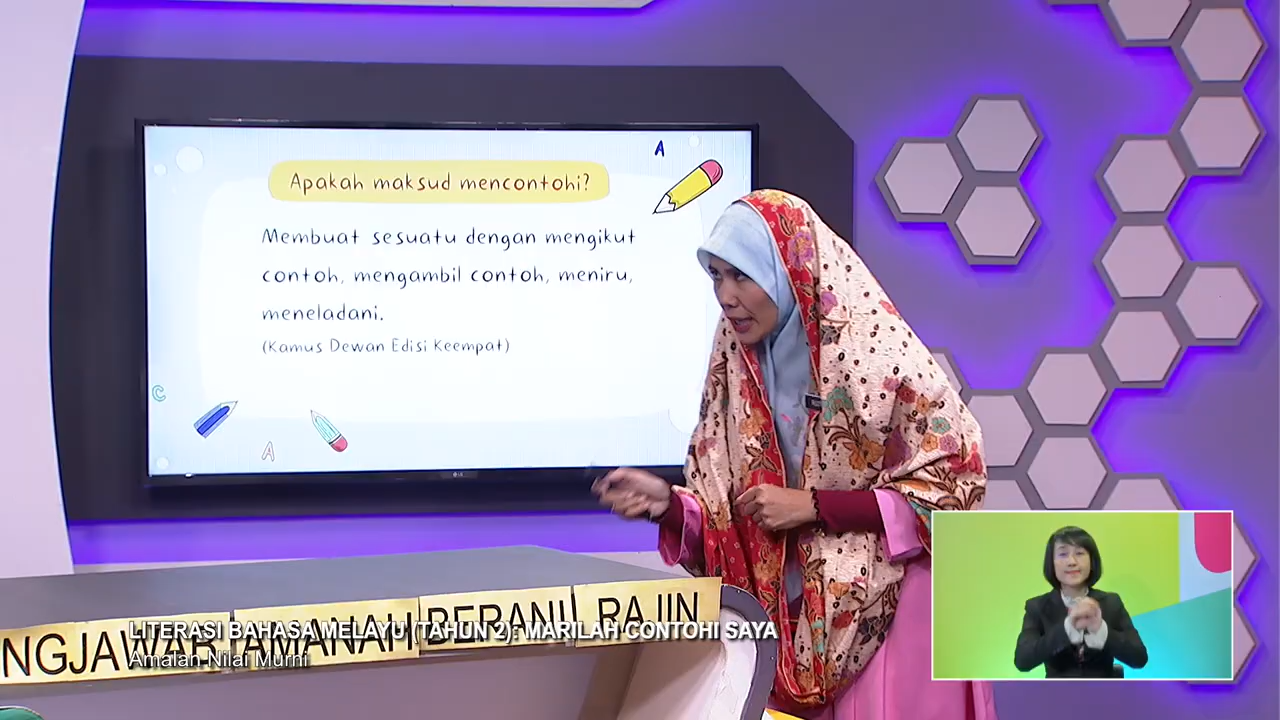 A
Apakah maksud mencontohi?
Membuat sesuatu dengan mengikut
contoh, mengambil contoh, meniru,
meneladani.
(Kamus Dewan Edisi Keempat)
C
A
LG
NGJAWAB AMANAH BERANI RAJIN
LITERASI BAHASA MELAYU (TAHUN 2): MARILAH CONTOHI SAYA
Amalan Nilai Murni